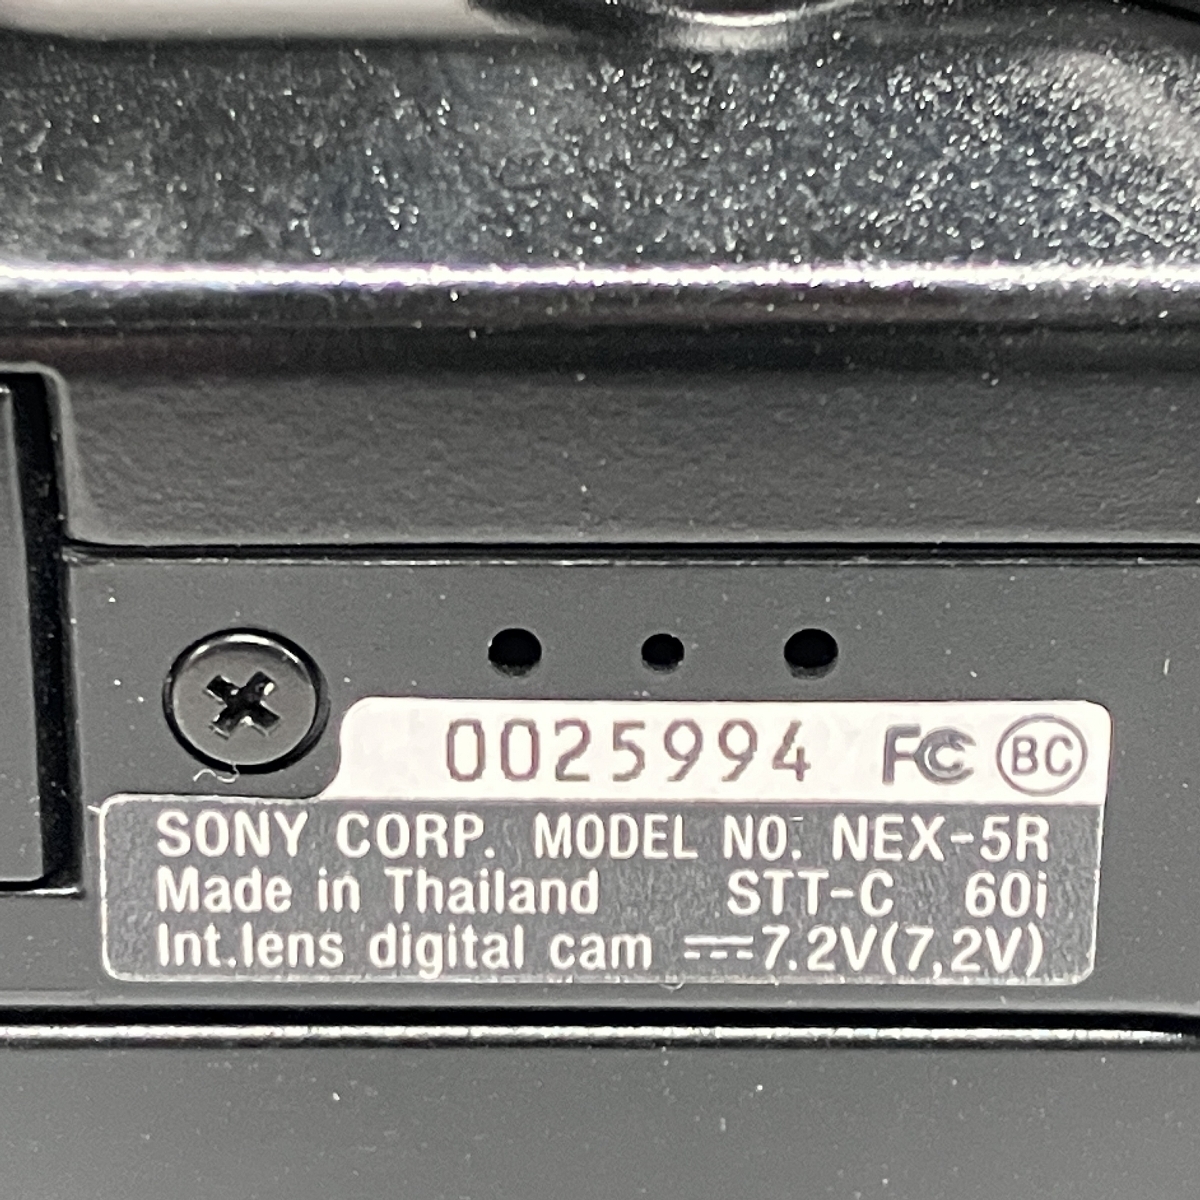 0025994 FC BC
SONY CORP. MODEL NO. NEX-5R
Made in Thailand STT-C 60i
Int.lens digital cam ⎓7.2V(7,2V)